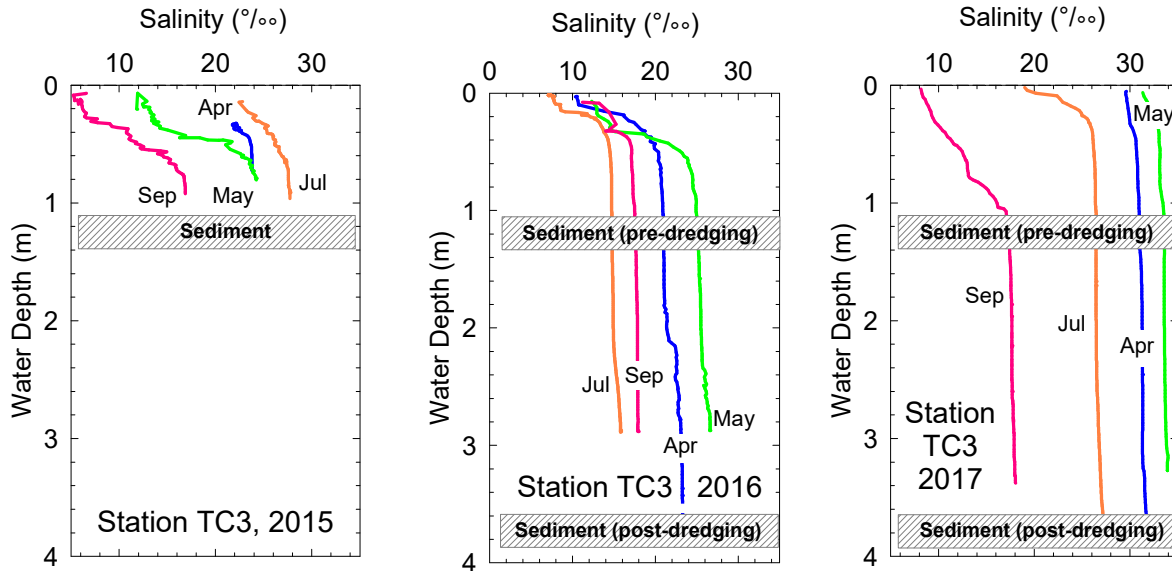 Salinity (°/∘∘)
10 20 30
0
1
2
3
4
Water Depth (m)
Apr
Sep May Jul
Sediment
Station TC3, 2015
Salinity (°/∘∘)
0 10 20 30
0
1
2
3
4
Water Depth (m)
Sediment (pre-dredging)
Jul Sep
May
Apr
Station TC3 2016
Sediment (post-dredging)
Salinity (°/∘∘)
10 20 30
0
1
2
3
4
Water Depth (m)
May
Sediment (pre-dredging)
Sep
Jul
Apr
Station
TC3
2017
Sediment (post-dredging)